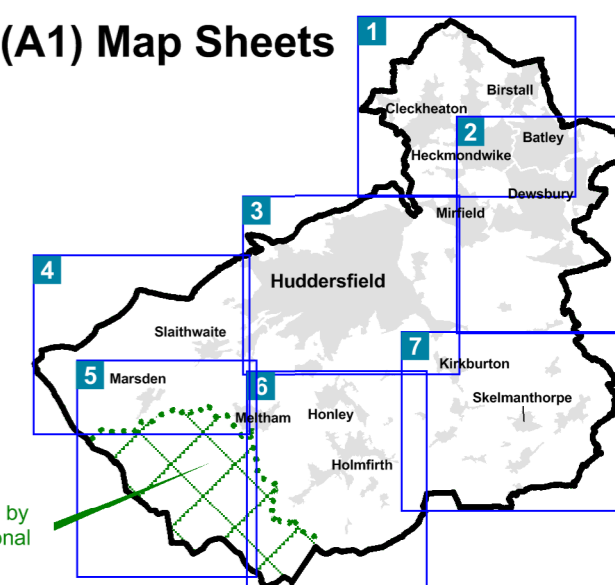 (A1) Map Sheets
1
Birstall
Cleckheaton
2
Batley
Heckmondwike
Dewsbury
3
Mirfield
4
Huddersfield
Slaithwaite
7
Kirkburton
5
Marsden
6
Skelmanthorpe
Meltham
Honley
Holmfirth
by
onal